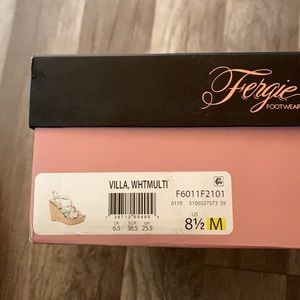 Fergie
FOOTWEAR
VILLA, WHTMULTI
F6011F2101
0119 5100327573 59
UK EUR cm
6.5 38.5 25.5
US
8½ M